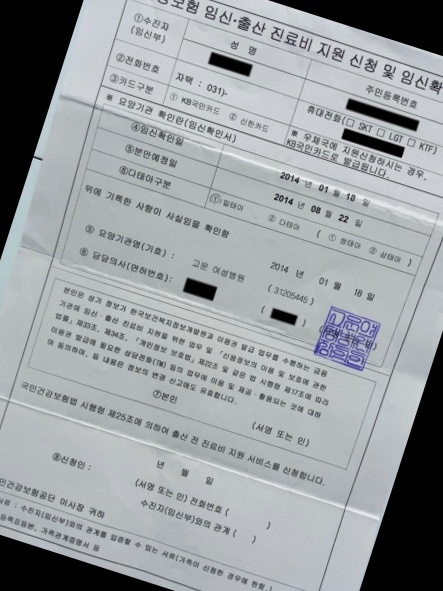 강보험 임신·출산 진료비 지원 신청 및 임신확
①수진자
(임신부)
성 명
주민등록번호
②전화번호
자택 : 031)-
휴대전화(□ SKT □ LGT □ KTF)
③카드구분
① KB국민카드 ② 신한카드
※ 우체국에 지원신청하시는 경우,
KB국민카드로 발급됩니다.
※ 요양기관 확인란(임신확인서)
④임신확인일
2014 년 01 월 18 일
⑤분만예정일
2014 년 08 월 22 일
⑥다태아구분
①일태아 ② 다태아 ( ① 쌍태아 ② 삼태아 )
위에 기록한 사항이 사실임을 확인함
2014 년 01 월 18 일
⑤ 요양기관명(기호) : 고운 여성병원 ( 31205445 )
⑥ 담당의사(면허번호): ( )
본인은 상기 정보가 한국보건복지정보개발원과 이용권 발급 업무를 수행하는 금융
기관에 임신·출산 진료비 지원을 위한 업무 및 「신용정보의 이용 및 보호에 관한
법률」제33조, 제34조, 「개인정보 보호법」제22조 및 같은 법 시행령 제17조에 따라
이용권 발급에 필요한 상담전화(TM) 등의 업무에 이용 및 제공·활용되는 것에 대하
여 동의하며, 동 내용은 정보의 변경 신고에도 유효합니다.
⑦본인 (서명 또는 인)
국민건강보험법 시행령 제25조에 의하여 출산 전 진료비 지원 서비스를 신청합니다.
년 월 일
⑧신청인 : (서명 또는 인) 전화번호 ( )
수진자(임신부)와의 관계 ( )
민건강보험공단 이사장 귀하
서류 : 수진자(임신부)와의 관계를 입증할 수 있는 서류(가족이 신청한 경우에 한함.)
등록표등본, 가족관계증명서 등